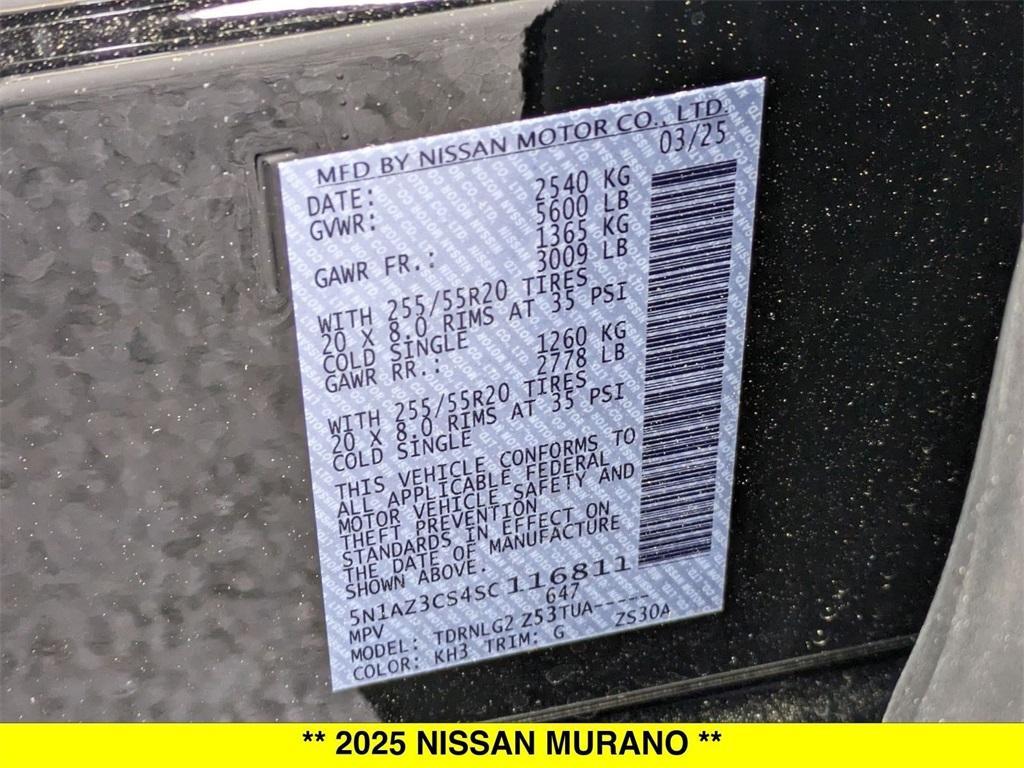 MFD BY NISSAN MOTOR CO., LTD.
DATE: 03/25
GVWR: 2540 KG
5600 LB
GAWR FR.: 1365 KG
3009 LB
WITH 255/55R20 TIRES
20 X 8.0 RIMS AT 35 PSI
COLD SINGLE
GAWR RR.: 1260 KG
2778 LB
WITH 255/55R20 TIRES
20 X 8.0 RIMS AT 35 PSI
COLD SINGLE
THIS VEHICLE CONFORMS TO
ALL APPLICABLE FEDERAL
MOTOR VEHICLE SAFETY AND
THEFT PREVENTION
STANDARDS IN EFFECT ON
THE DATE OF MANUFACTURE
SHOWN ABOVE.
5N1AZ3CS4SC116811
MPV 647
MODEL: TDRNLG2 Z53TUA-----
COLOR: KH3 TRIM: G ZS30A
** 2025 NISSAN MURANO **